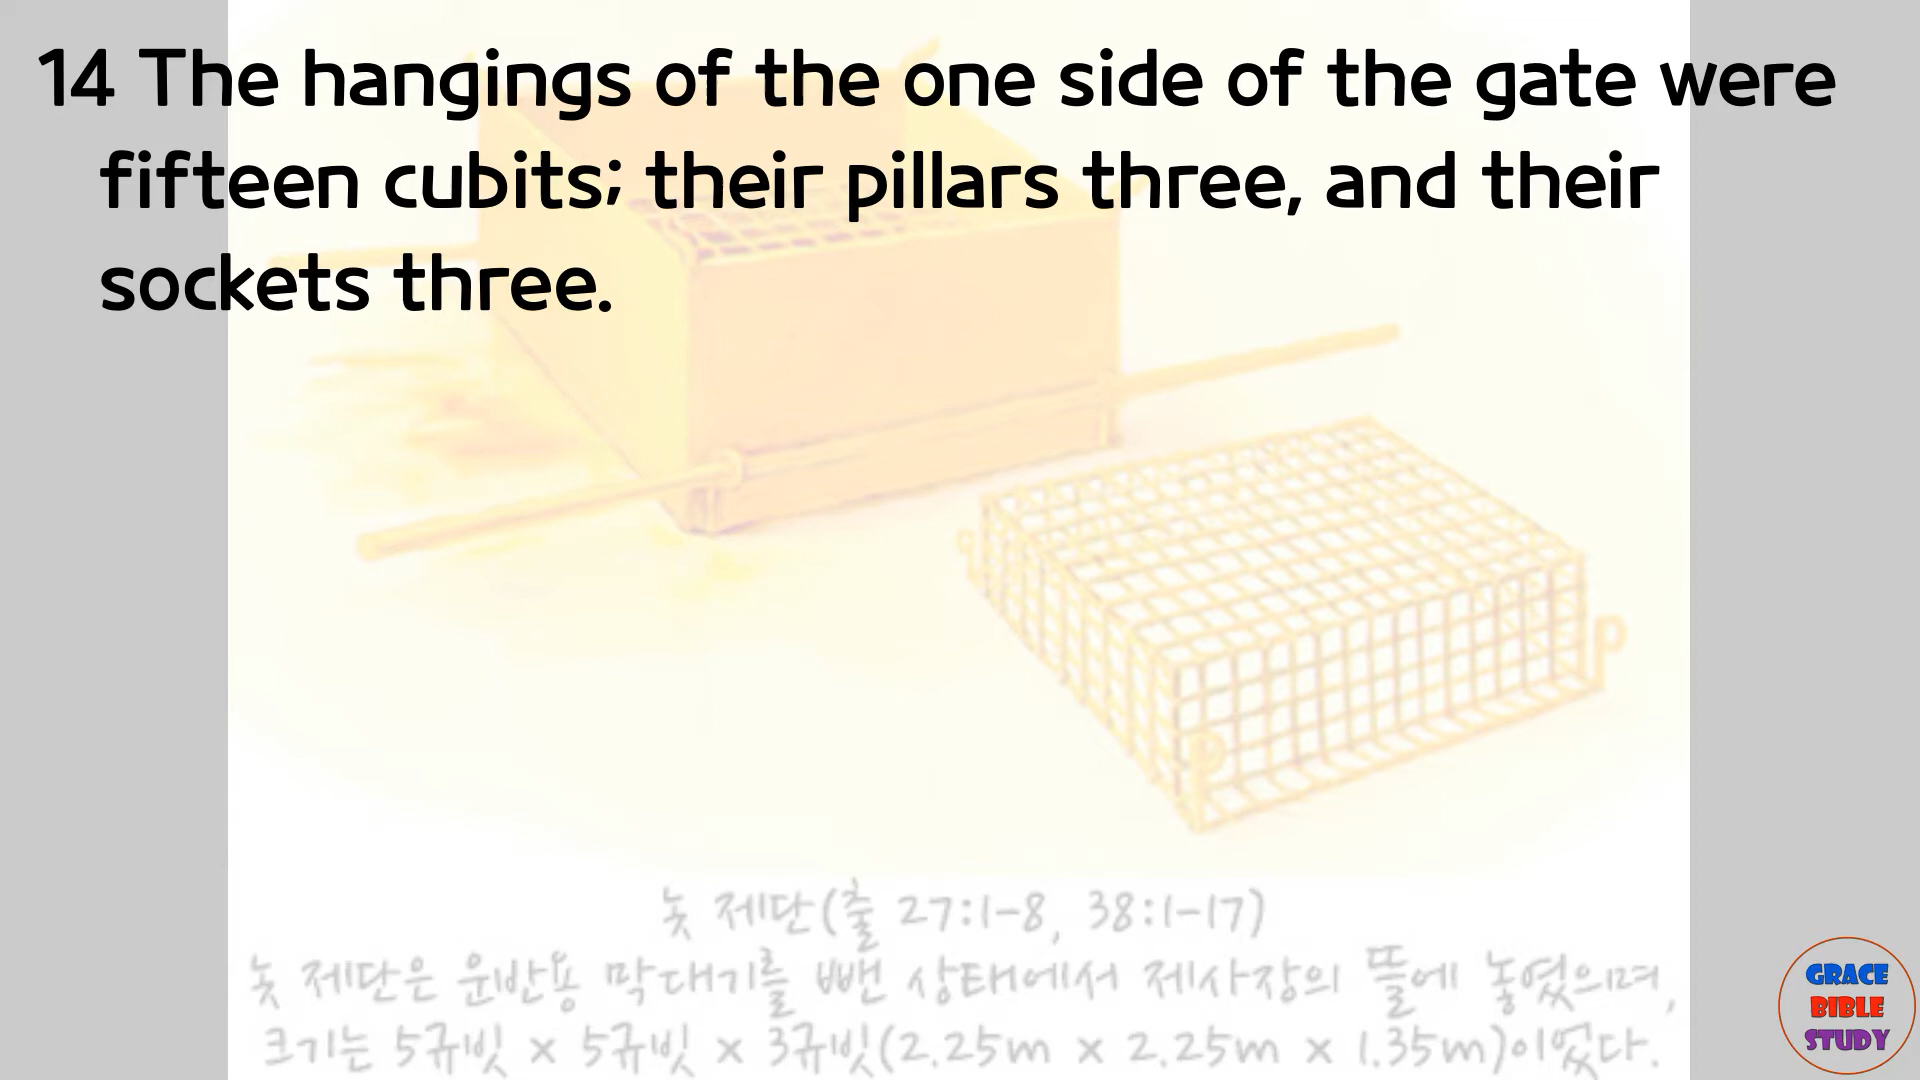 14 The hangings of the one side of the gate were
fifteen cubits; their pillars three, and their
sockets three.
놋 제단(출 27:1-8, 38:1-17)
놋 제단은 운반용 막대기를 뺀 상태에서 제사장의 뜰에 놓였으며,
크기는 5규빗 x 5규빗 x 3규빗(2.25m x 2.25m x 1.35m)이었다.
GRACE
BIBLE
STUDY